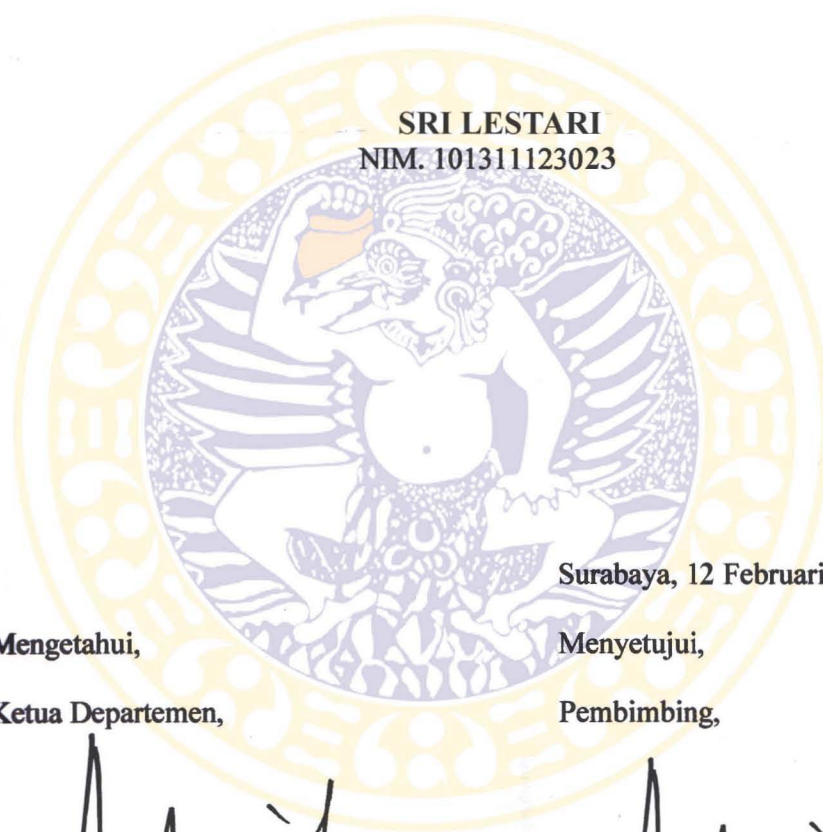 SRI LESTARI
NIM. 101311123023
Surabaya, 12 Februari
Mengetahui,
Menyetujui,
Ketua Departemen,
Pembimbing,